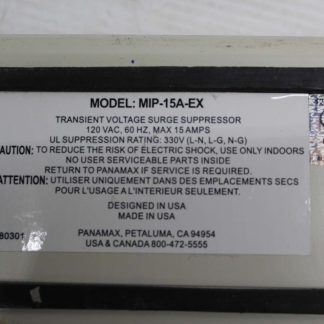 MODEL: MIP-15A-EX
TRANSIENT VOLTAGE SURGE SUPPRESSOR
120 VAC, 60 HZ, MAX 15 AMPS
UL SUPPRESSION RATING: 330V (L-N, L-G, N-G)
CAUTION: TO REDUCE THE RISK OF ELECTRIC SHOCK, USE ONLY INDOORS
NO USER SERVICEABLE PARTS INSIDE
RETURN TO PANAMAX IF SERVICE IS NEEDED
ATTENTION: UTILISER UNIQUEMENT DANS DES EMPLACEMENTS SECS
POUR USAGE A L'INTERIEUR SEULEMENT.
DESIGNED IN USA
MADE IN USA
80301 PANAMAX, PETALUMA, CA 94954
USA & CANADA 800-472-5555